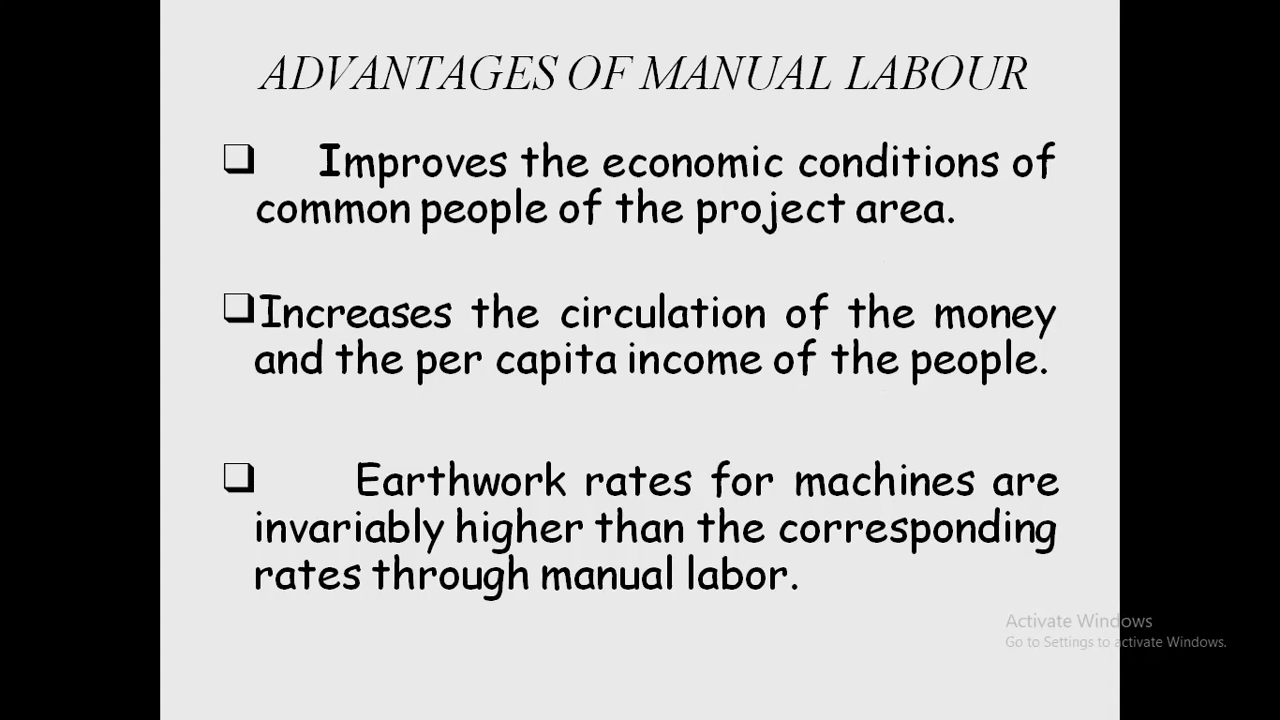 ADVANTAGES OF MANUAL LABOUR
❑ Improves the economic conditions of
common people of the project area.
❑Increases the circulation of the money
and the per capita income of the people.
❑ Earthwork rates for machines are
invariably higher than the corresponding
rates through manual labor.
Activate Windows
Go to Settings to activate Windows.